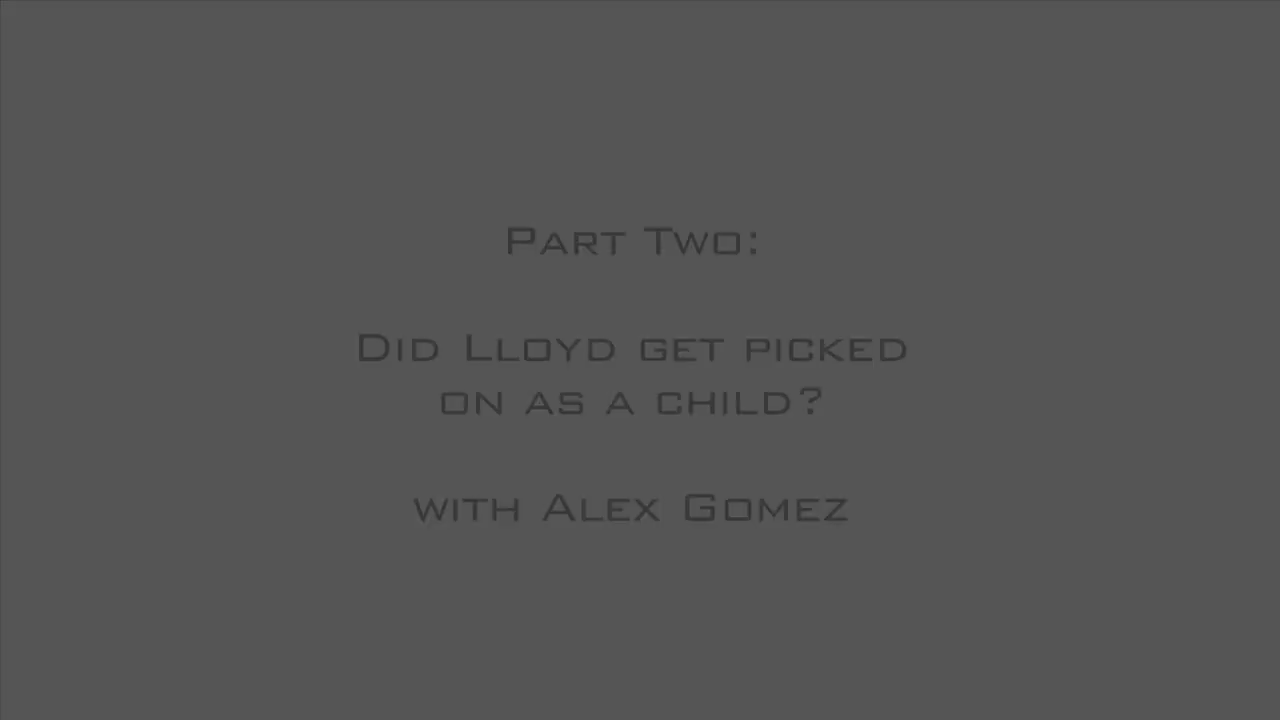 Part Two:
Did Lloyd get picked
on as a child?
with Alex Gomez